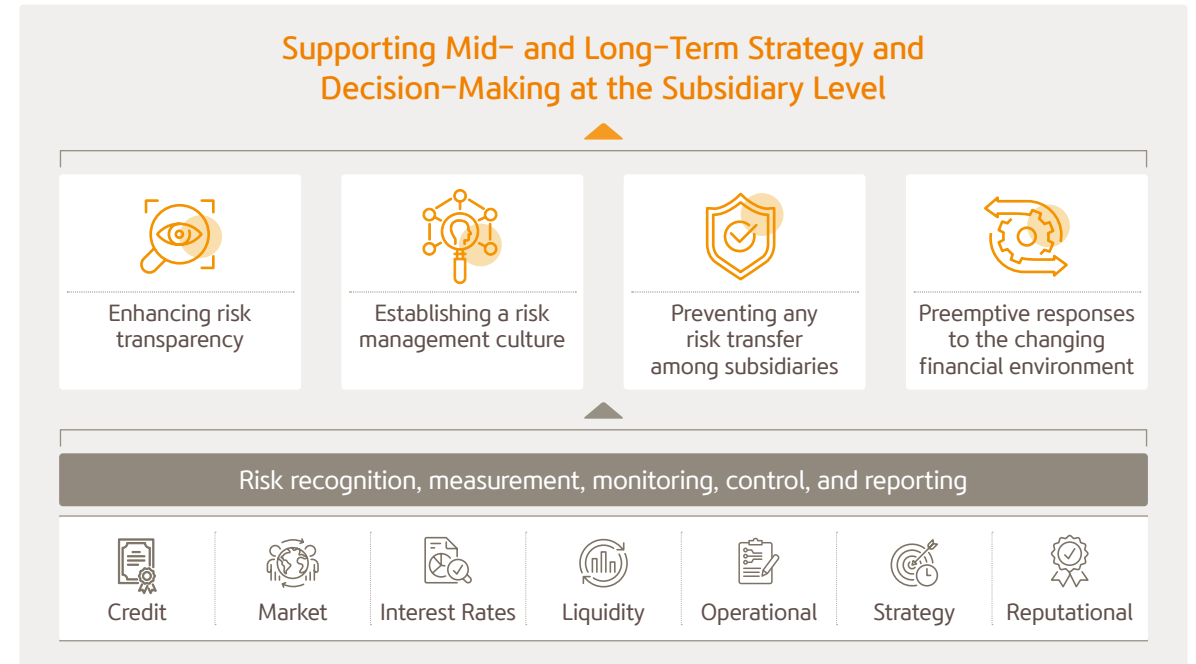 Supporting Mid- and Long-Term Strategy and
Decision-Making at the Subsidiary Level
Enhancing risk
transparency
Establishing a risk
management culture
Preventing any
risk transfer
among subsidiaries
Preemptive responses
to the changing
financial environment
Risk recognition, measurement, monitoring, control, and reporting
Credit
Market
Interest Rates
Liquidity
Operational
Strategy
Reputational